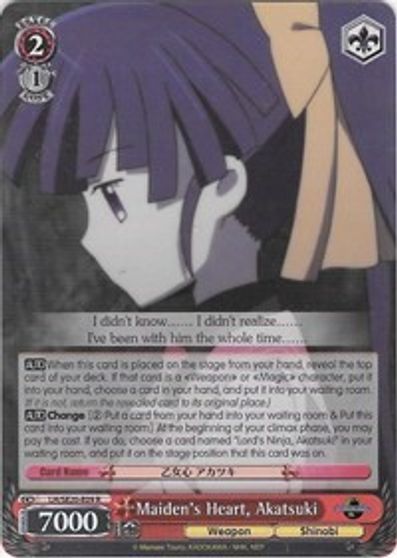 LEVEL
2
1
COST
I didn't know...... I didn't realize......
I've been with him the whole time......
AUTO When this card is placed on the stage from your hand, reveal the
top card of your deck. If that card is a «Weapon» or «Magic» character, put it
into your hand, choose a card in your hand, and put it into your waiting room.
(If it is not, return the revealed card to its original place)
AUTO Change [② Put a card from your hand into your waiting room & Put this
card into your waiting room] At the beginning of your climax phase, you may
pay the cost. If you do, choose a card named "Lord's Ninja, Akatsuki" in your
waiting room, and put it on the stage position that this card was on.
Card Name 乙女心 アカツキ
7000
Maiden's Heart, Akatsuki
Weapon Shinobi